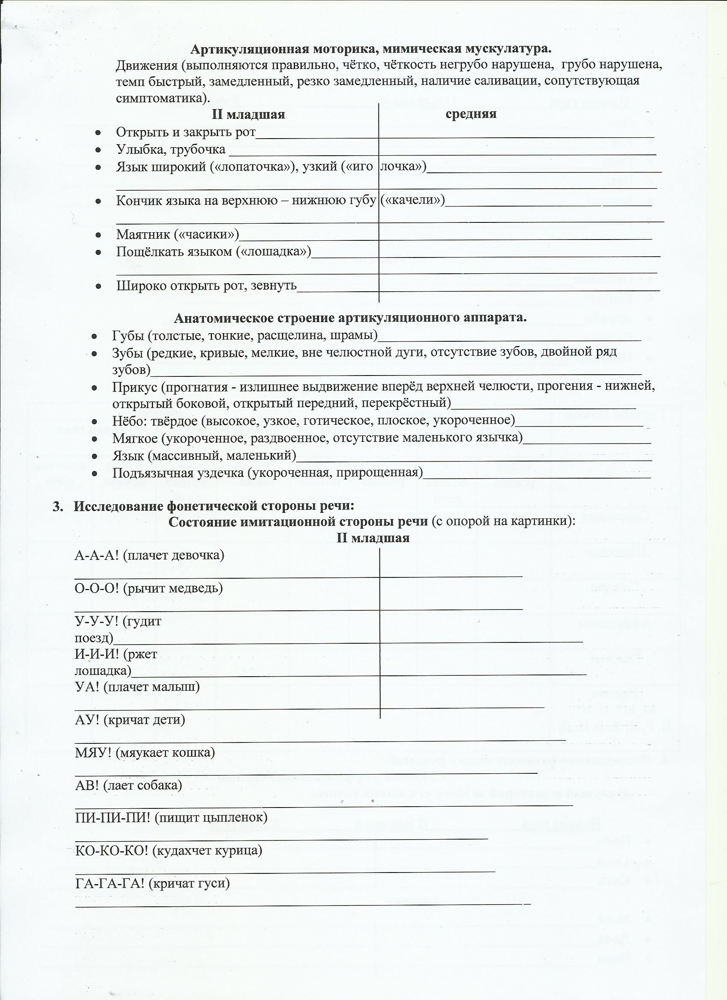 Артикуляционная моторика, мимическая мускулатура.
Движения (выполняются правильно, чётко, чёткость негрубо нарушена, грубо нарушена,
темп быстрый, замедленный, резко замедленный, наличие саливации, сопутствующая
симптоматика).
II младшая средняя
• Открыть и закрыть рот
• Улыбка, трубочка
• Язык широкий («лопаточка»), узкий («иго лочка»)
• Кончик языка на верхнюю – нижнюю губу («качели»)
• Маятник («часики»)
• Пощёлкать языком («лошадка»)
• Широко открыть рот, зевнуть
Анатомическое строение артикуляционного аппарата.
• Губы (толстые, тонкие, расщелина, шрамы)
• Зубы (редкие, кривые, мелкие, вне челюстной дуги, отсутствие зубов, двойной ряд
зубов)
• Прикус (прогнатия - излишнее выдвижение вперёд верхней челюсти, прогения - нижней,
открытый боковой, открытый передний, перекрёстный)
• Нёбо: твёрдое (высокое, узкое, готическое, плоское, укороченное)
• Мягкое (укороченное, раздвоенное, отсутствие маленького язычка)
• Язык (массивный, маленький)
• Подъязычная уздечка (укороченная, прирощенная)
3. Исследование фонетической стороны речи:
Состояние имитационной стороны речи (с опорой на картинки):
II младшая
А-А-А! (плачет девочка)
О-О-О! (рычит медведь)
У-У-У! (гудит
поезд)
И-И-И! (ржет
лошадка)
УА! (плачет малыш)
АУ! (кричат дети)
МЯУ! (мяукает кошка)
АВ! (лает собака)
ПИ-ПИ-ПИ! (пищит цыпленок)
КО-КО-КО! (кудахчет курица)
ГА-ГА-ГА! (кричат гуси)